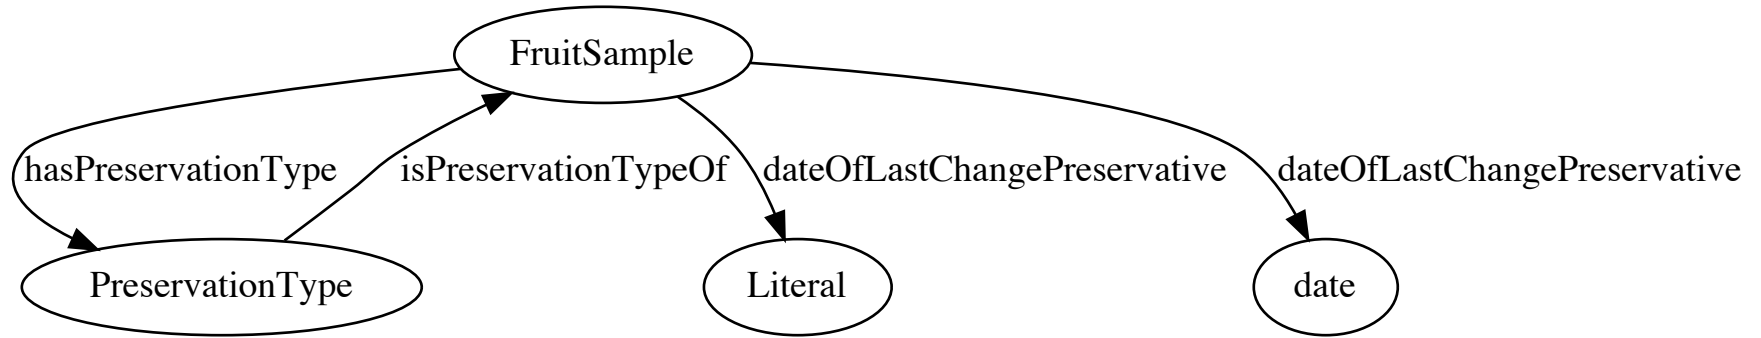 FruitSample
hasPreservationType
isPreservationTypeOf
dateOfLastChangePreservative
dateOfLastChangePreservative
PreservationType
Literal
date